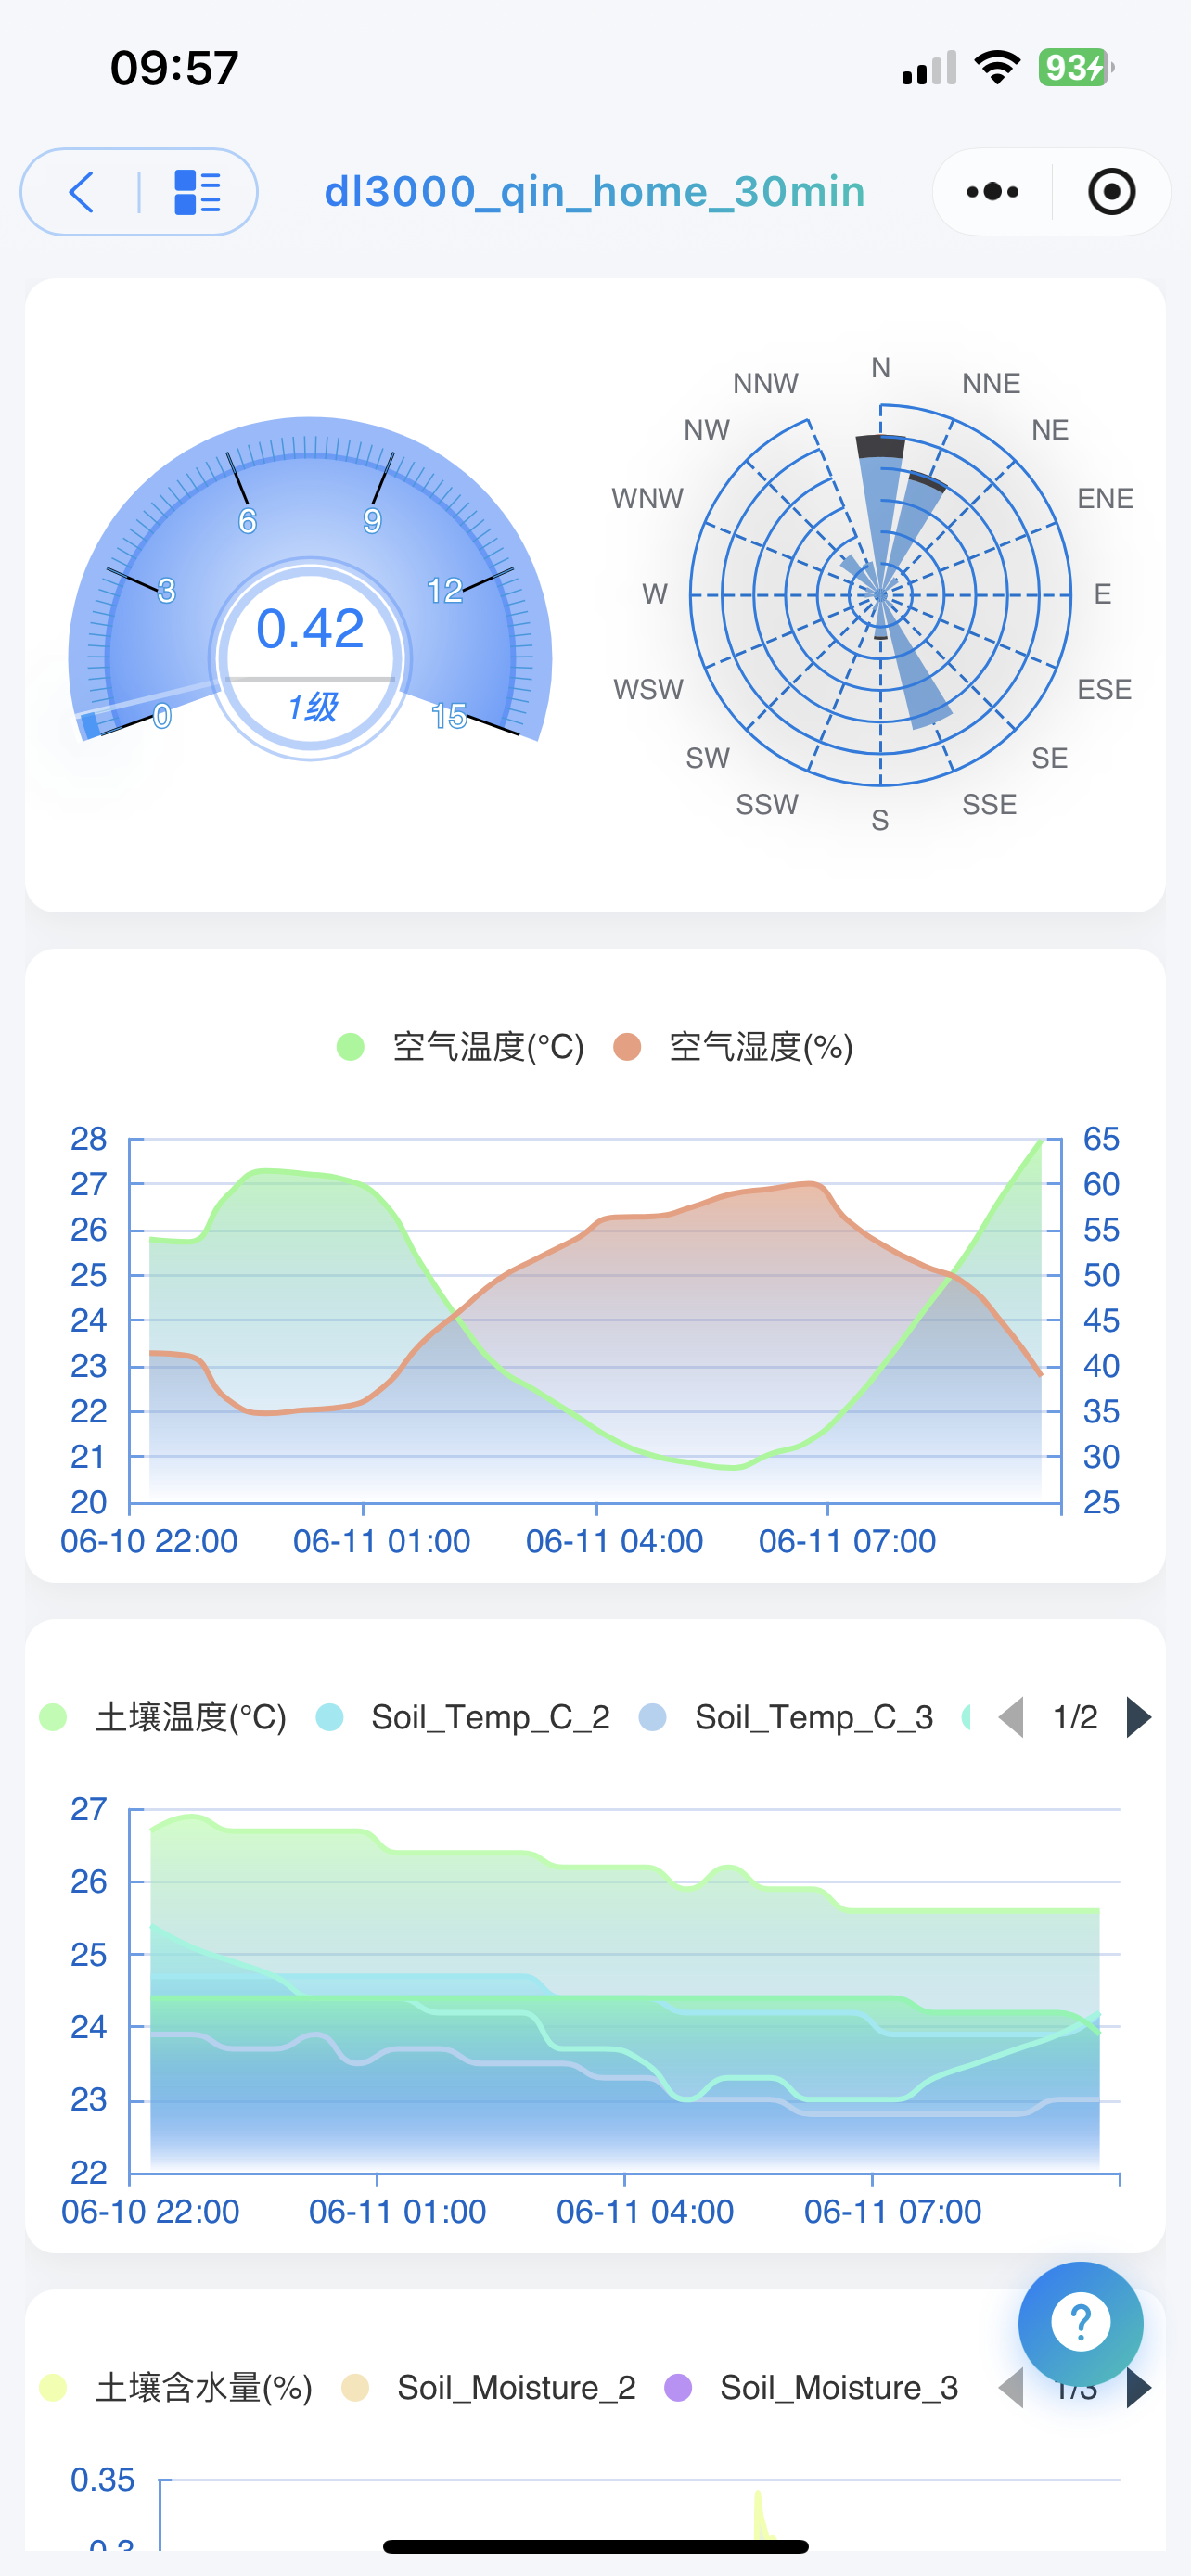 09:57
93
dl3000_qin_home_30min
0
3
6
9
12
15
0.42
1级
N
NNE
NE
ENE
E
ESE
SE
SSE
S
SSW
SW
WSW
W
WNW
NW
NNW
空气温度(°C) 空气湿度(%)
28 65
27 60
26 55
25 50
24 45
23 40
22 35
21 30
20 25
06-10 22:00 06-11 01:00 06-11 04:00 06-11 07:00
土壤温度(°C) Soil_Temp_C_2 Soil_Temp_C_3 1/2
27
26
25
24
23
22
06-10 22:00 06-11 01:00 06-11 04:00 06-11 07:00
?
土壤含水量(%) Soil_Moisture_2 Soil_Moisture_3 1/3
0.35
0.3